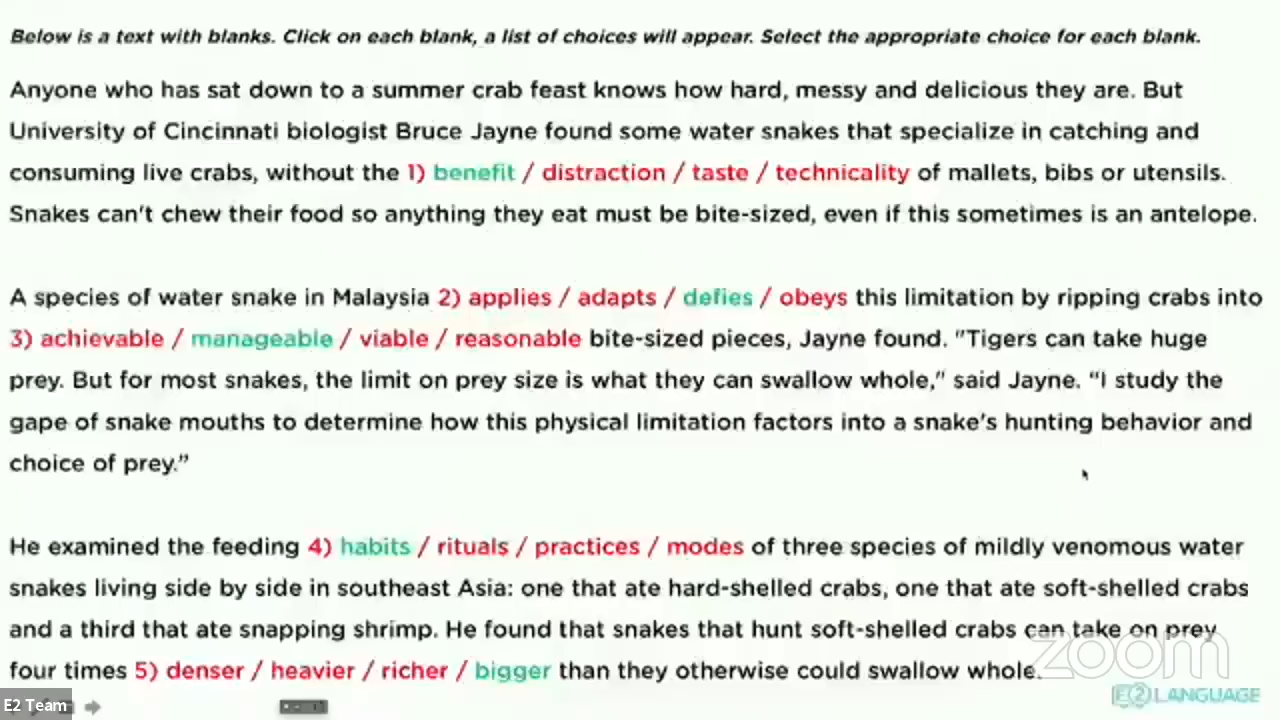 Below is a text with blanks. Click on each blank, a list of choices will appear. Select the appropriate choice for each blank.
Anyone who has sat down to a summer crab feast knows how hard, messy and delicious they are. But
University of Cincinnati biologist Bruce Jayne found some water snakes that specialize in catching and
consuming live crabs, without the 1) benefit / distraction / taste / technicality of mallets, bibs or utensils.
Snakes can't chew their food so anything they eat must be bite-sized, even if this sometimes is an antelope.
A species of water snake in Malaysia 2) applies / adapts / defies / obeys this limitation by ripping crabs into
3) achievable / manageable / viable / reasonable bite-sized pieces, Jayne found. "Tigers can take huge
prey. But for most snakes, the limit on prey size is what they can swallow whole," said Jayne. “I study the
gape of snake mouths to determine how this physical limitation factors into a snake's hunting behavior and
choice of prey.”
He examined the feeding 4) habits / rituals / practices / modes of three species of mildly venomous water
snakes living side by side in southeast Asia: one that ate hard-shelled crabs, one that ate soft-shelled crabs
and a third that ate snapping shrimp. He found that snakes that hunt soft-shelled crabs can take on prey
four times 5) denser / heavier / richer / bigger than they otherwise could swallow whole.
zoom
E2 LANGUAGE
E2 Team